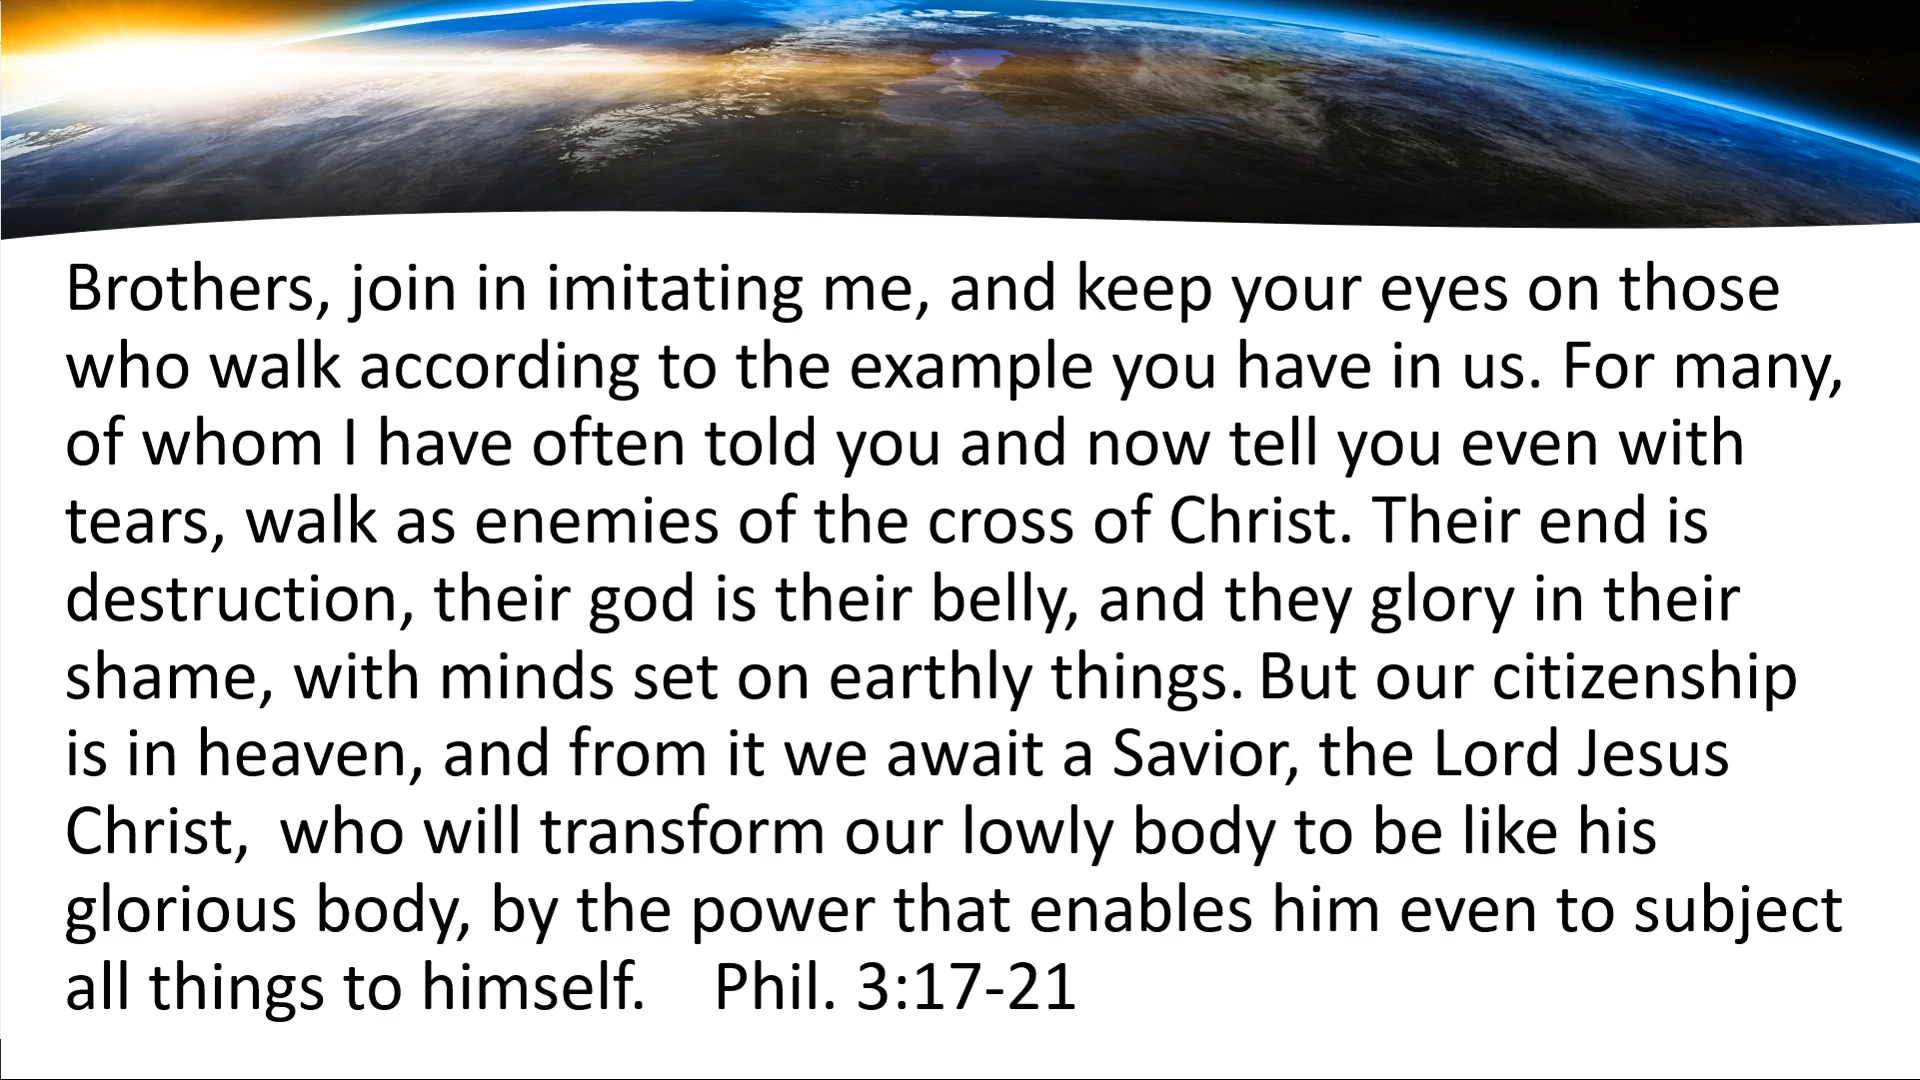 Brothers, join in imitating me, and keep your eyes on those
who walk according to the example you have in us. For many,
of whom I have often told you and now tell you even with
tears, walk as enemies of the cross of Christ. Their end is
destruction, their god is their belly, and they glory in their
shame, with minds set on earthly things. But our citizenship
is in heaven, and from it we await a Savior, the Lord Jesus
Christ,  who will transform our lowly body to be like his
glorious body, by the power that enables him even to subject
all things to himself.    Phil. 3:17-21